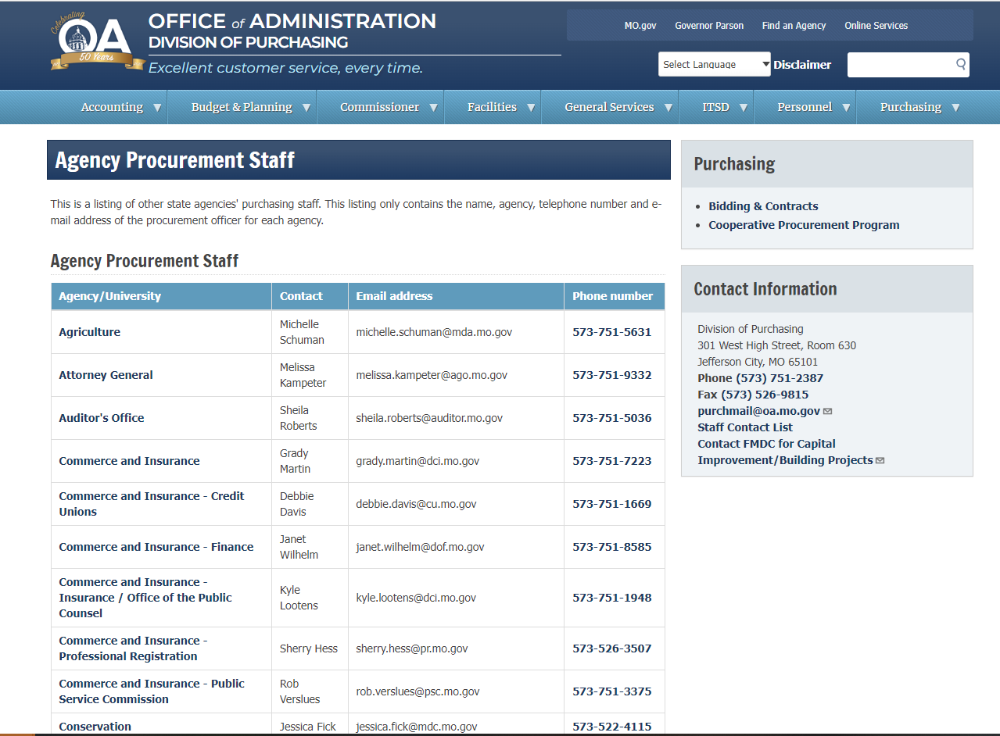 Celebrating
OA
50 Years
OFFICE of ADMINISTRATION
DIVISION OF PURCHASING
Excellent customer service, every time.
MO.gov Governor Parson Find an Agency Online Services
Select Language Disclaimer
Accounting Budget & Planning Commissioner Facilities General Services ITSD Personnel Purchasing
Agency Procurement Staff
This is a listing of other state agencies' purchasing staff. This listing only contains the name, agency, telephone number and e-
mail address of the procurement officer for each agency.
Agency Procurement Staff
Agency/University Contact Email address Phone number
Agriculture Michelle Schuman michelle.schuman@mda.mo.gov 573-751-5631
Attorney General Melissa Kampeter melissa.kampeter@ago.mo.gov 573-751-9332
Auditor's Office Sheila Roberts sheila.roberts@auditor.mo.gov 573-751-5036
Commerce and Insurance Grady Martin grady.martin@dci.mo.gov 573-751-7223
Commerce and Insurance - Credit Unions Debbie Davis debbie.davis@cu.mo.gov 573-751-1669
Commerce and Insurance - Finance Janet Wilhelm janet.wilhelm@dof.mo.gov 573-751-8585
Commerce and Insurance - Insurance / Office of the Public Counsel Kyle Lootens kyle.lootens@dci.mo.gov 573-751-1948
Commerce and Insurance - Professional Registration Sherry Hess sherry.hess@pr.mo.gov 573-526-3507
Commerce and Insurance - Public Service Commission Rob Verslues rob.verslues@psc.mo.gov 573-751-3375
Conservation Jessica Fick jessica.fick@mdc.mo.gov 573-522-4115
Purchasing
Bidding & Contracts
Cooperative Procurement Program
Contact Information
Division of Purchasing
301 West High Street, Room 630
Jefferson City, MO 65101
Phone (573) 751-2387
Fax (573) 526-9815
purchmail@oa.mo.gov
Staff Contact List
Contact FMDC for Capital
Improvement/Building Projects